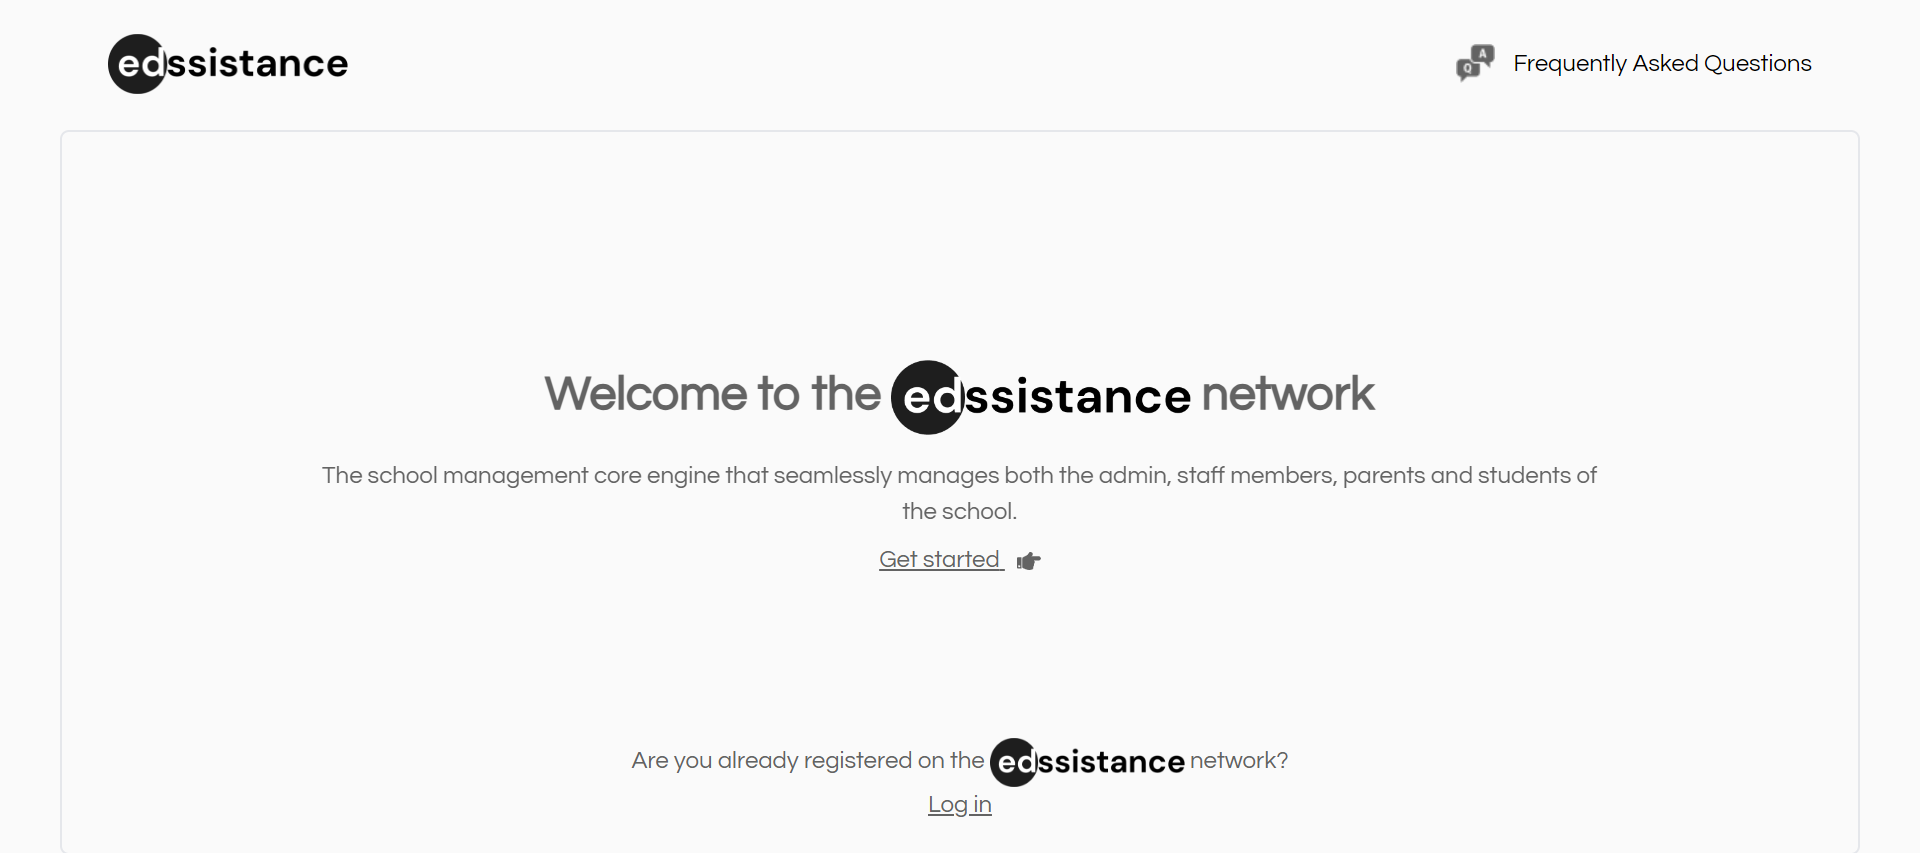 edssistance
Q A Frequently Asked Questions
Welcome to the edssistance network
The school management core engine that seamlessly manages both the admin, staff members, parents and students of
the school.
Get started
Are you already registered on the edssistance network?
Log in